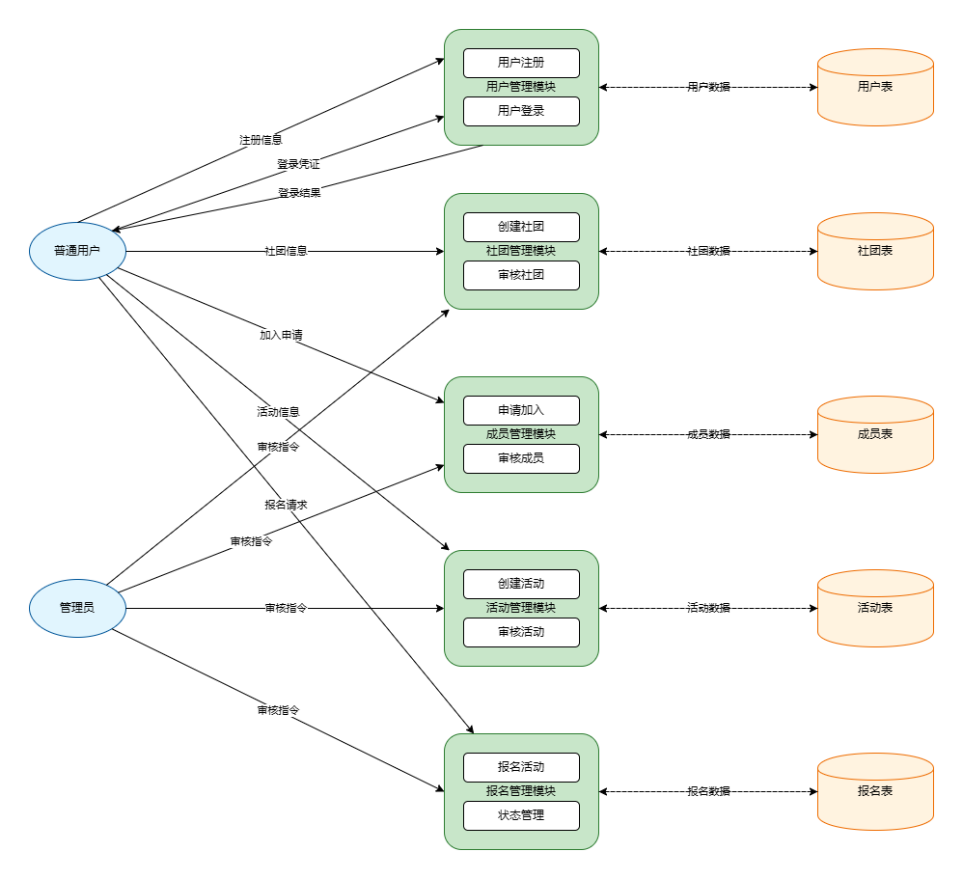 用户注册
用户管理模块
用户数据
用户表
用户登录
注册信息
登录凭证
登录结果
创建社团
普通用户
社团信息
社团管理模块
社团数据
社团表
审核社团
加入申请
申请加入
活动信息
成员管理模块
成员数据
成员表
审核指令
审核成员
报名请求
审核指令
创建活动
管理员
审核指令
活动管理模块
活动数据
活动表
审核活动
审核指令
报名活动
报名管理模块
报名数据
报名表
状态管理